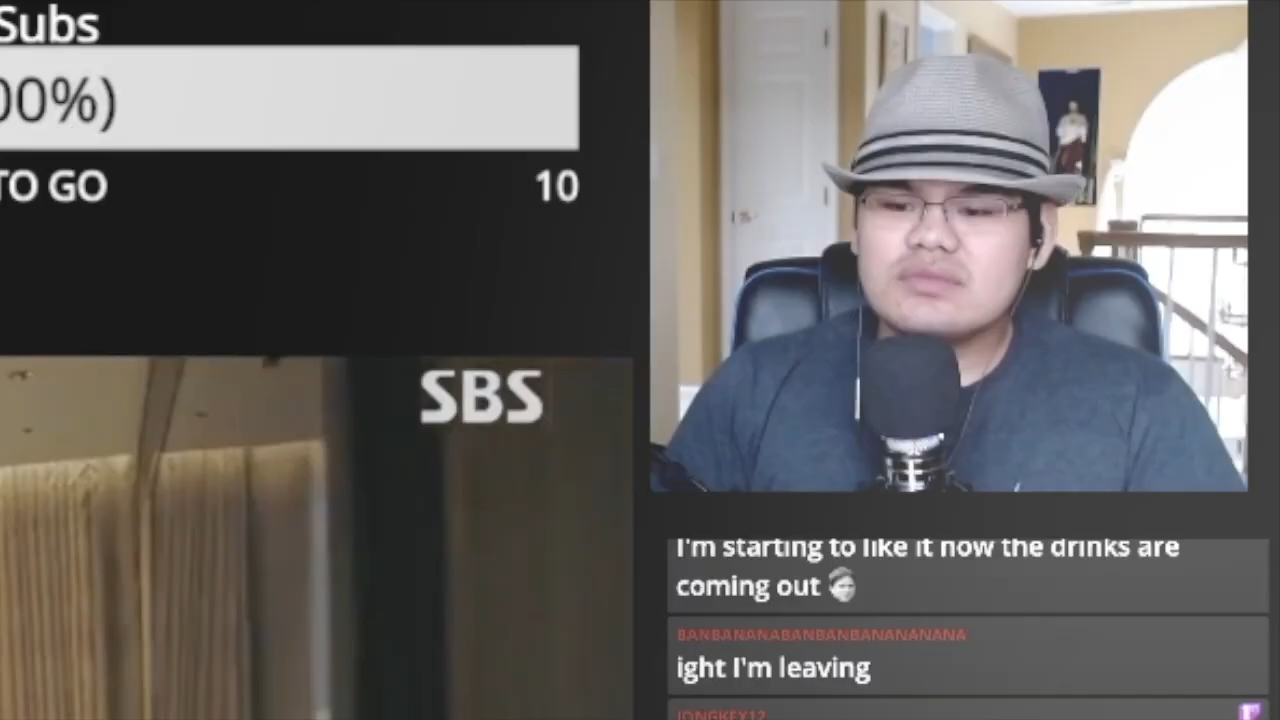 Subs
00%)
TO GO 10
SBS
I'm starting to like it now the drinks are
coming out
BANBANANABANBANBANANANANA
ight I'm leaving
JONGKEY12